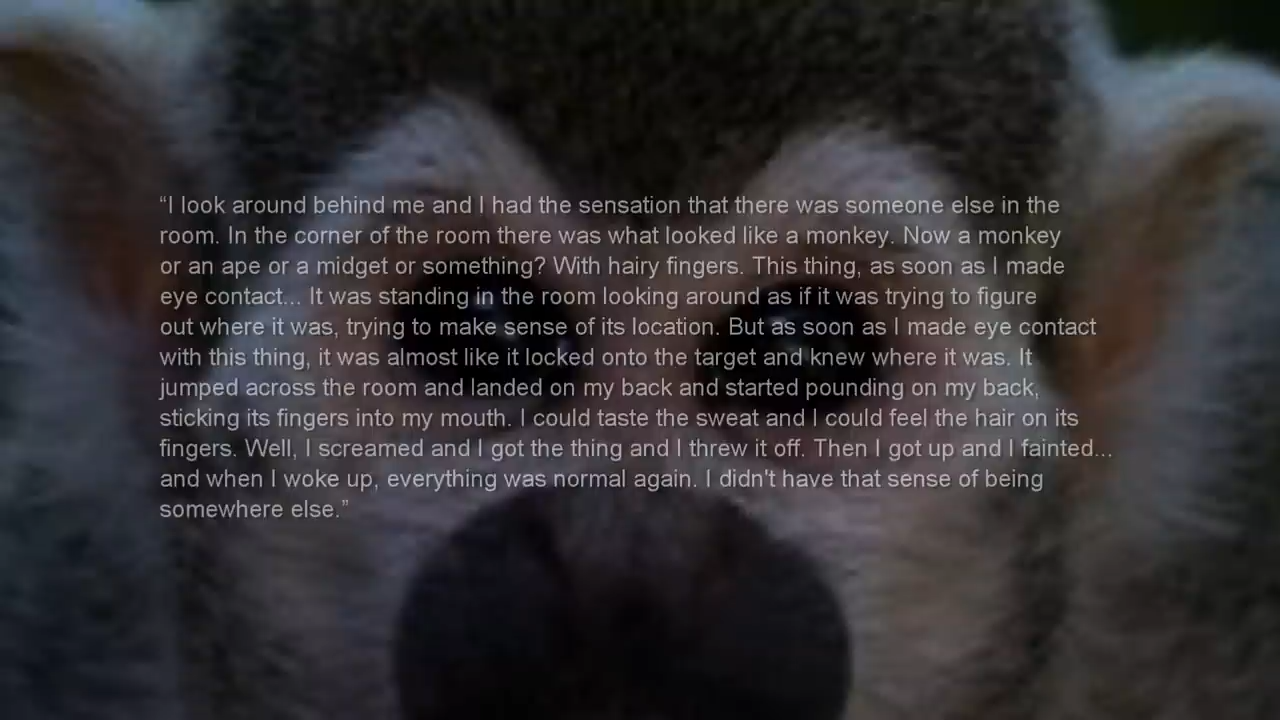 “I look around behind me and I had the sensation that there was someone else in the
room. In the corner of the room there was what looked like a monkey. Now a monkey
or an ape or a midget or something? With hairy fingers. This thing, as soon as I made
eye contact... It was standing in the room looking around as if it was trying to figure
out where it was, trying to make sense of its location. But as soon as I made eye contact
with this thing, it was almost like it locked onto the target and knew where it was. It
jumped across the room and landed on my back and started pounding on my back,
sticking its fingers into my mouth. I could taste the sweat and I could feel the hair on its
fingers. Well, I screamed and I got the thing and I threw it off. Then I got up and I fainted...
and when I woke up, everything was normal again. I didn't have that sense of being
somewhere else.”